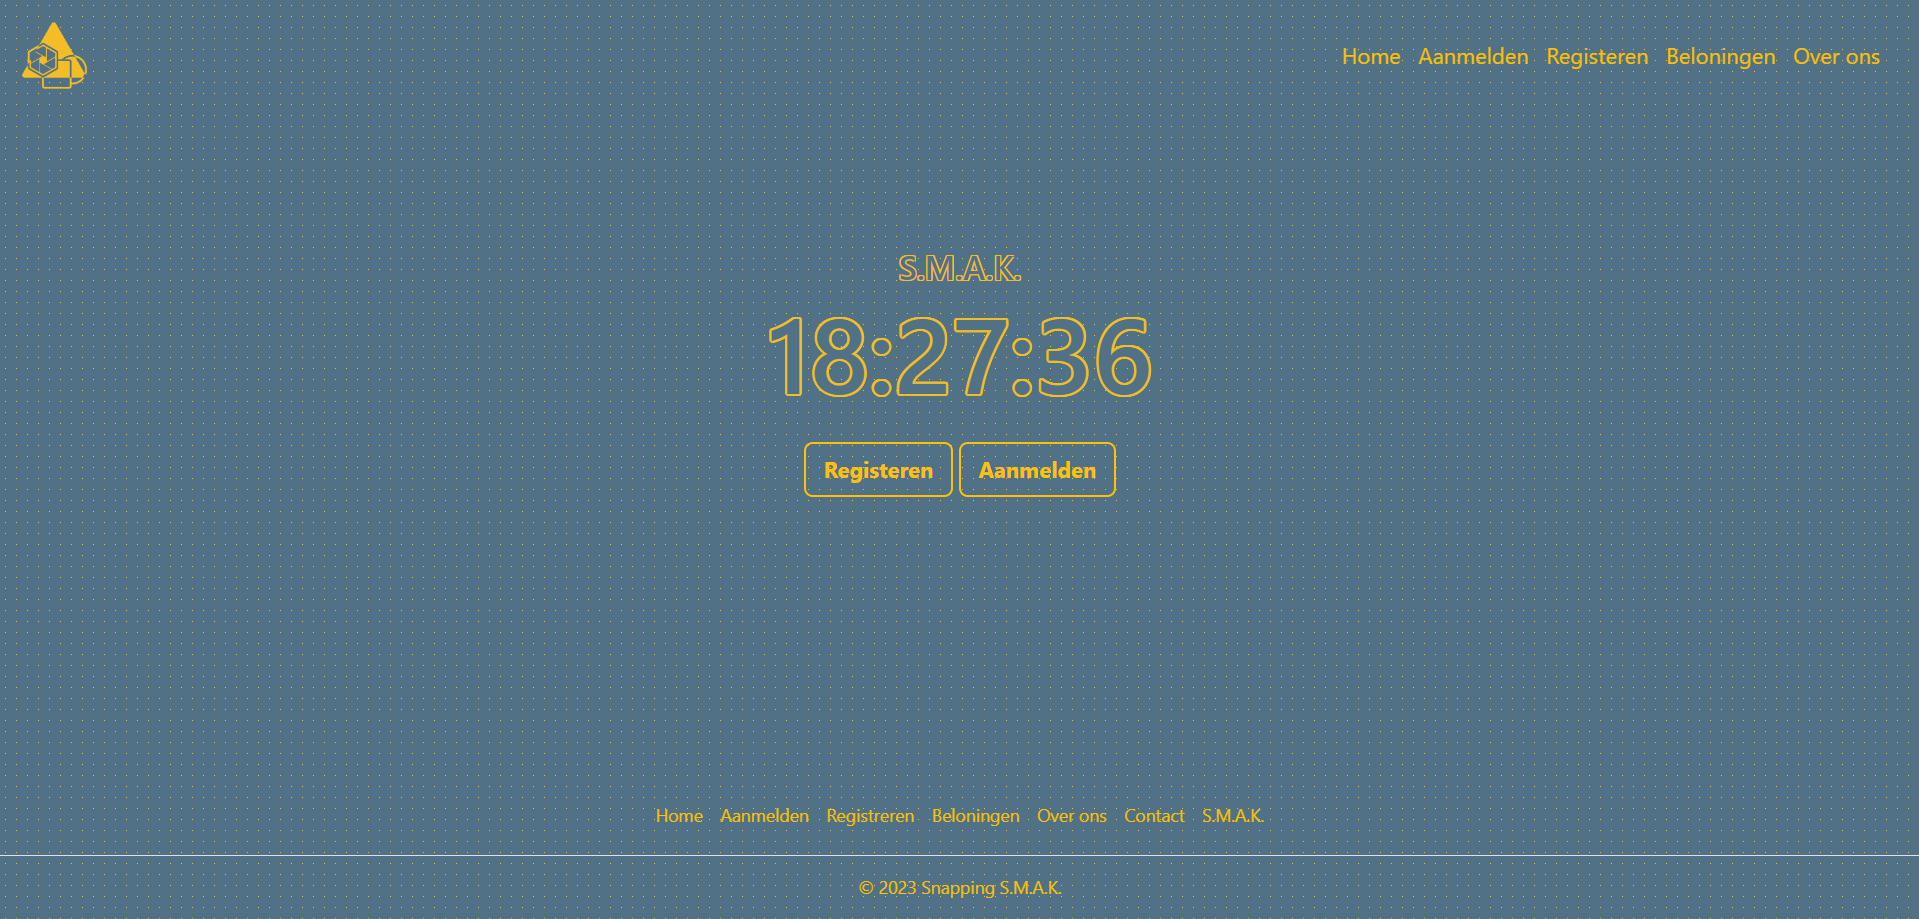 Home Aanmelden Registeren Beloningen Over ons
S.M.A.K.
18:27:36
Registeren Aanmelden
Home Aanmelden Registreren Beloningen Over ons Contact S.M.A.K.
© 2023 Snapping S.M.A.K.